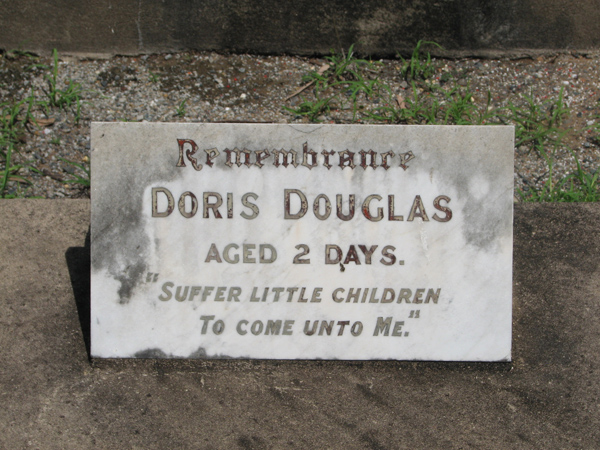 Remembrance
DORIS DOUGLAS
AGED 2 DAYS.
"SUFFER LITTLE CHILDREN
TO COME UNTO ME."